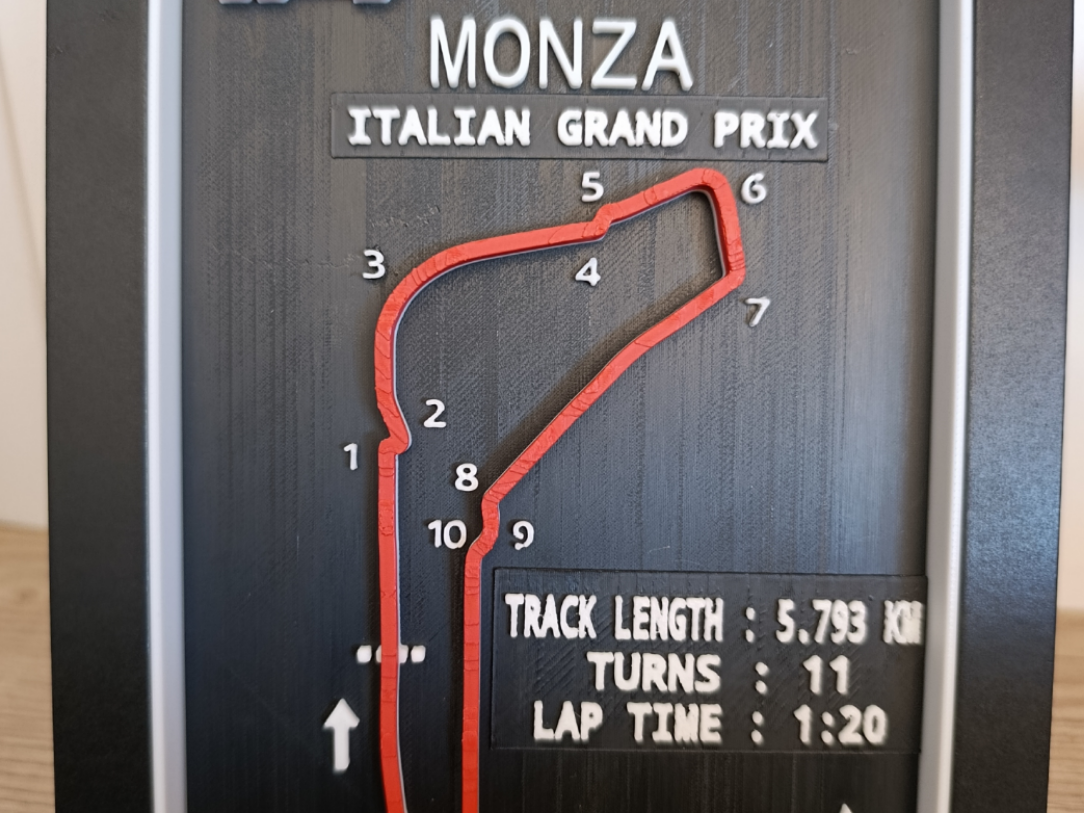 MONZA
ITALIAN GRAND PRIX
5
6
3
4
7
2
1
8
10
9
TRACK LENGTH : 5.793 KM
TURNS : 11
LAP TIME : 1:20